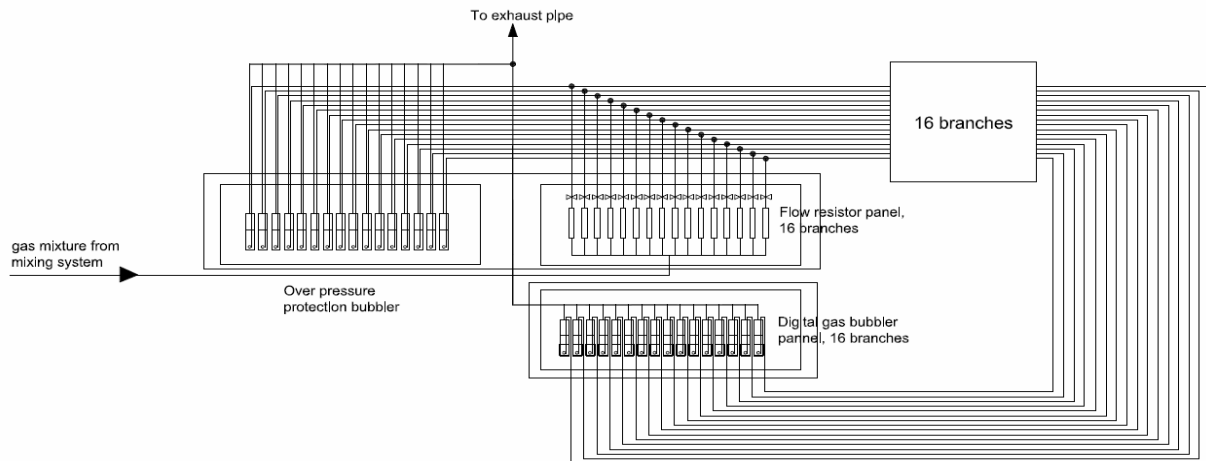 To exhaust pipe
16 branches
Flow resistor panel,
16 branches
gas mixture from
mixing system
Over pressure
protection bubbler
Digital gas bubbler
pannel, 16 branches